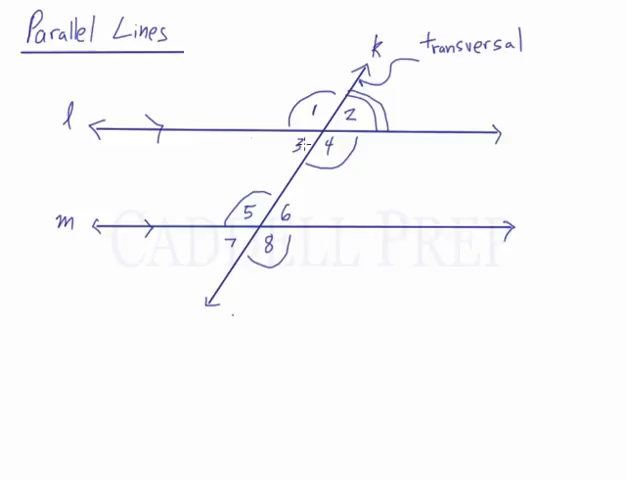 Parallel Lines
k transversal
l 1 2
3 4
m 5 6
7 8
CADDELL PREP